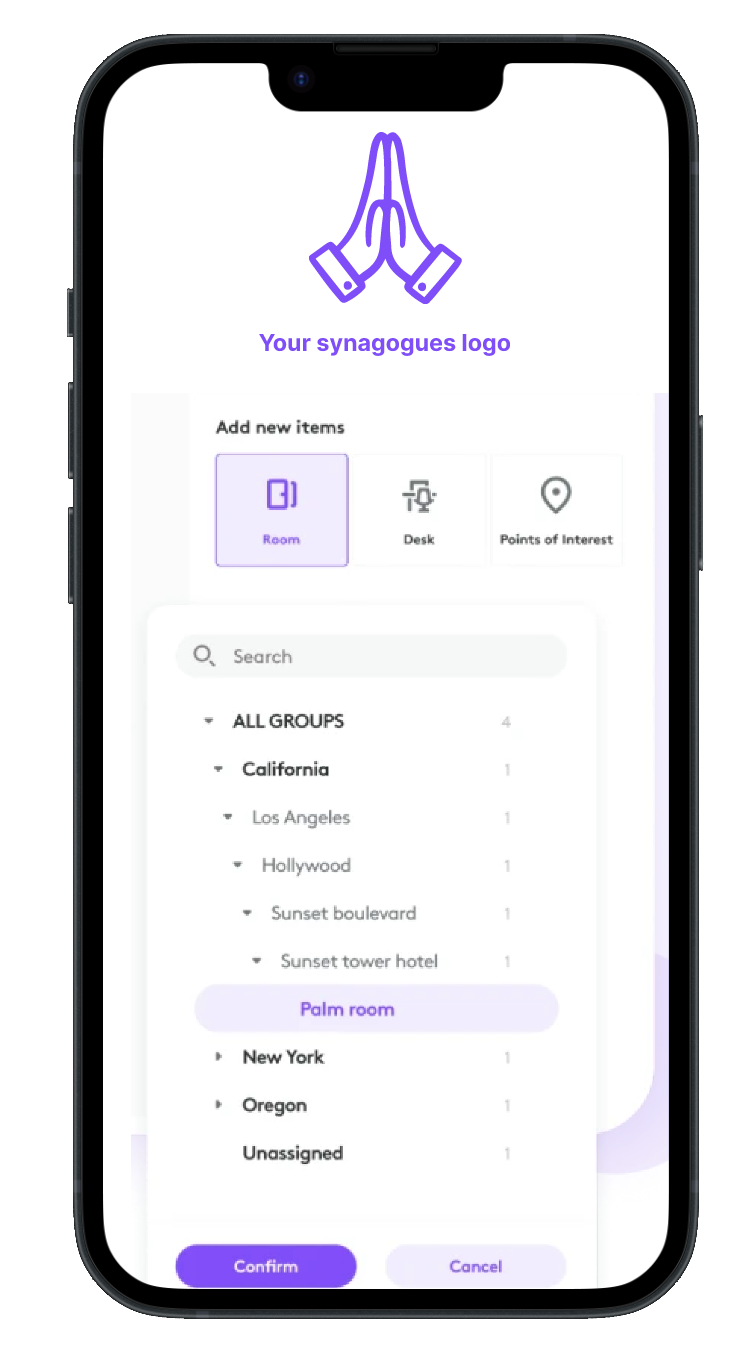 Your synagogues logo
Add new items
Room
Desk
Points of Interest
Search
ALL GROUPS 4
California 1
Los Angeles 1
Hollywood 1
Sunset boulevard 1
Sunset tower hotel 1
Palm room
New York 1
Oregon 1
Unassigned 1
Confirm
Cancel